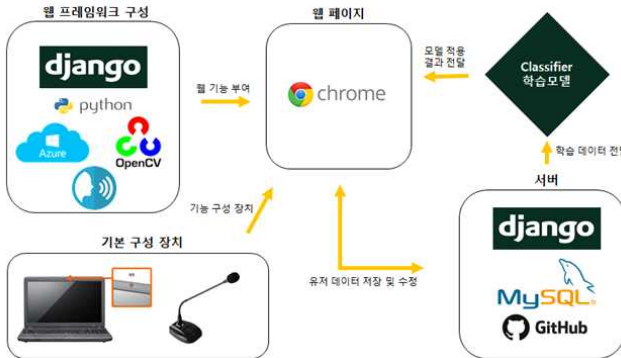 웹 프레임워크 구성
django
python
Azure
OpenCV
웹 기능 부여
웹 페이지
chrome
모델 적용
결과 전달
Classifier
학습모델
학습 데이터 전달
서버
django
MySQL
GitHub
기능 구성 장치
기본 구성 장치
유저 데이터 저장 및 수정